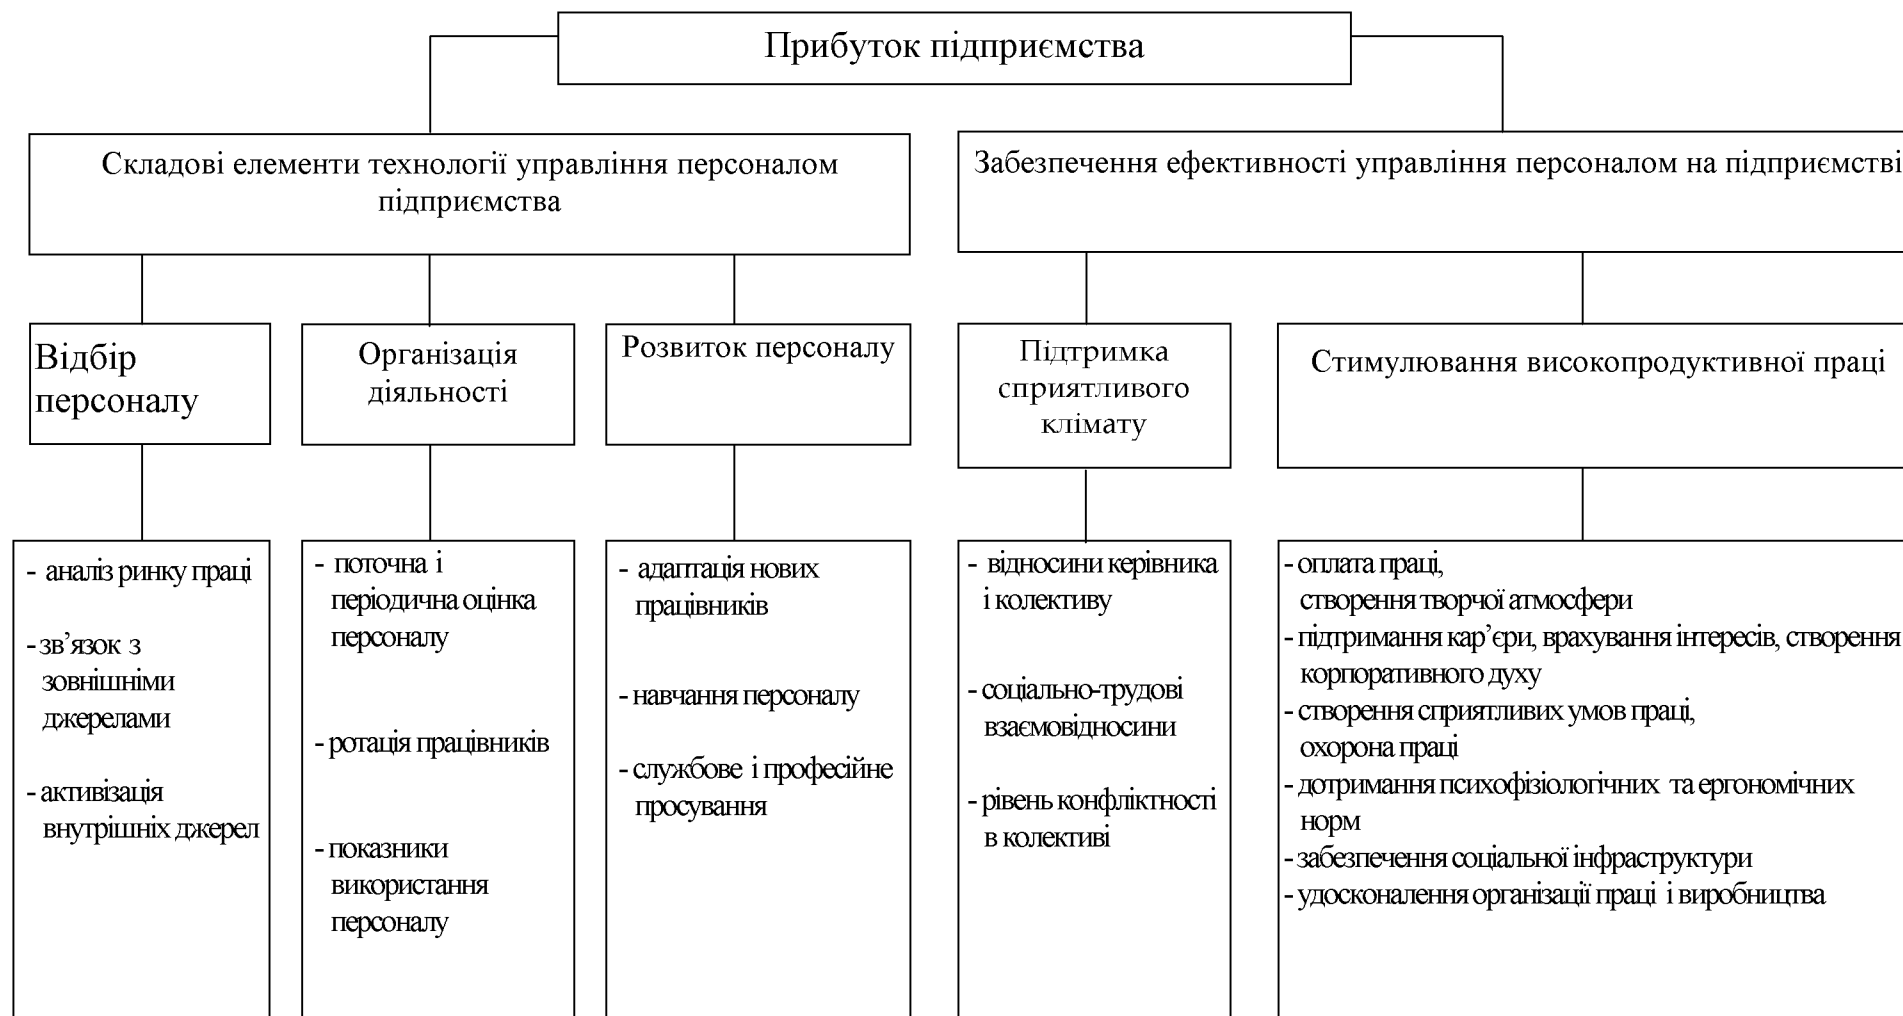 Прибуток підприємства
Складові елементи технології управління персоналом
підприємства
Забезпечення ефективності управління персоналом на підприємстві
Відбір
персоналу
Організація
діяльності
Розвиток персоналу
Підтримка
сприятливого
клімату
Стимулювання високопродуктивної праці
- аналіз ринку праці
- зв’язок з
зовнішніми
джерелами
- активізація
внутрішніх джерел
- поточна і
періодична оцінка
персоналу
- ротація працівників
- показники
використання
персоналу
- адаптація нових
працівників
- навчання персоналу
- службове і професійне
просування
- відносини керівника
і колективу
- соціально-трудові
взаємовідносини
- рівень конфліктності
в колективі
- оплата праці,
створення творчої атмосфери
- підтримання кар’єри, врахування інтересів, створення
корпоративного духу
- створення сприятливих умов праці,
охорона праці
- дотримання психофізіологічних та ергономічних
норм
- забезпечення соціальної інфраструктури
- удосконалення організації праці і виробництва